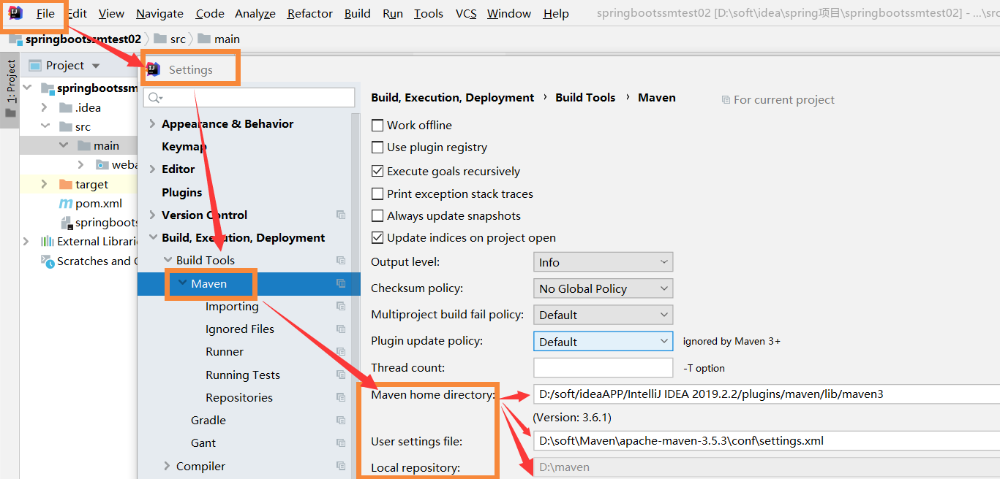 File Edit View Navigate Code Analyze Refactor Build Run Tools VCS Window Help springbootssmtest02 [D:\soft\idea\spring项目\springbootssmtest02] - ...\src
springbootssmtest02 src main
1: Project
Project
springbootssm
.idea
src
main
weba
target
pom.xml
springboots
External Librari
Scratches and C
Settings
Appearance & Behavior
Keymap
Editor
Plugins
Version Control
Build, Execution, Deployment
Build Tools
Maven
Importing
Ignored Files
Runner
Running Tests
Repositories
Gradle
Gant
Compiler
Build, Execution, Deployment › Build Tools › Maven For current project
Work offline
Use plugin registry
Execute goals recursively
Print exception stack traces
Always update snapshots
Update indices on project open
Output level: Info
Checksum policy: No Global Policy
Multiproject build fail policy: Default
Plugin update policy: Default ignored by Maven 3+
Thread count: -T option
Maven home directory: D:/soft/ideaAPP/IntelliJ IDEA 2019.2.2/plugins/maven/lib/maven3
(Version: 3.6.1)
User settings file: D:\soft\Maven\apache-maven-3.5.3\conf\settings.xml
Local repository: D:\maven